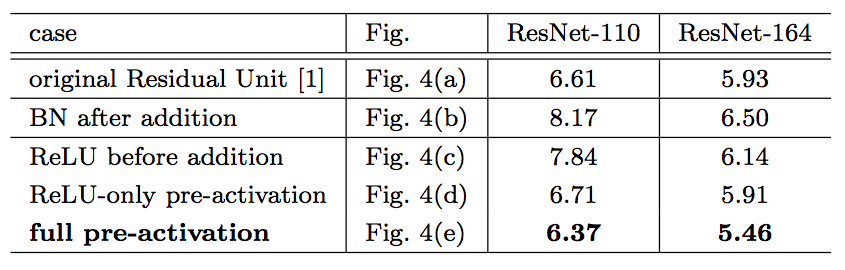 case Fig. ResNet-110 ResNet-164
original Residual Unit [1] Fig. 4(a) 6.61 5.93
BN after addition Fig. 4(b) 8.17 6.50
ReLU before addition Fig. 4(c) 7.84 6.14
ReLU-only pre-activation Fig. 4(d) 6.71 5.91
full pre-activation Fig. 4(e) 6.37 5.46